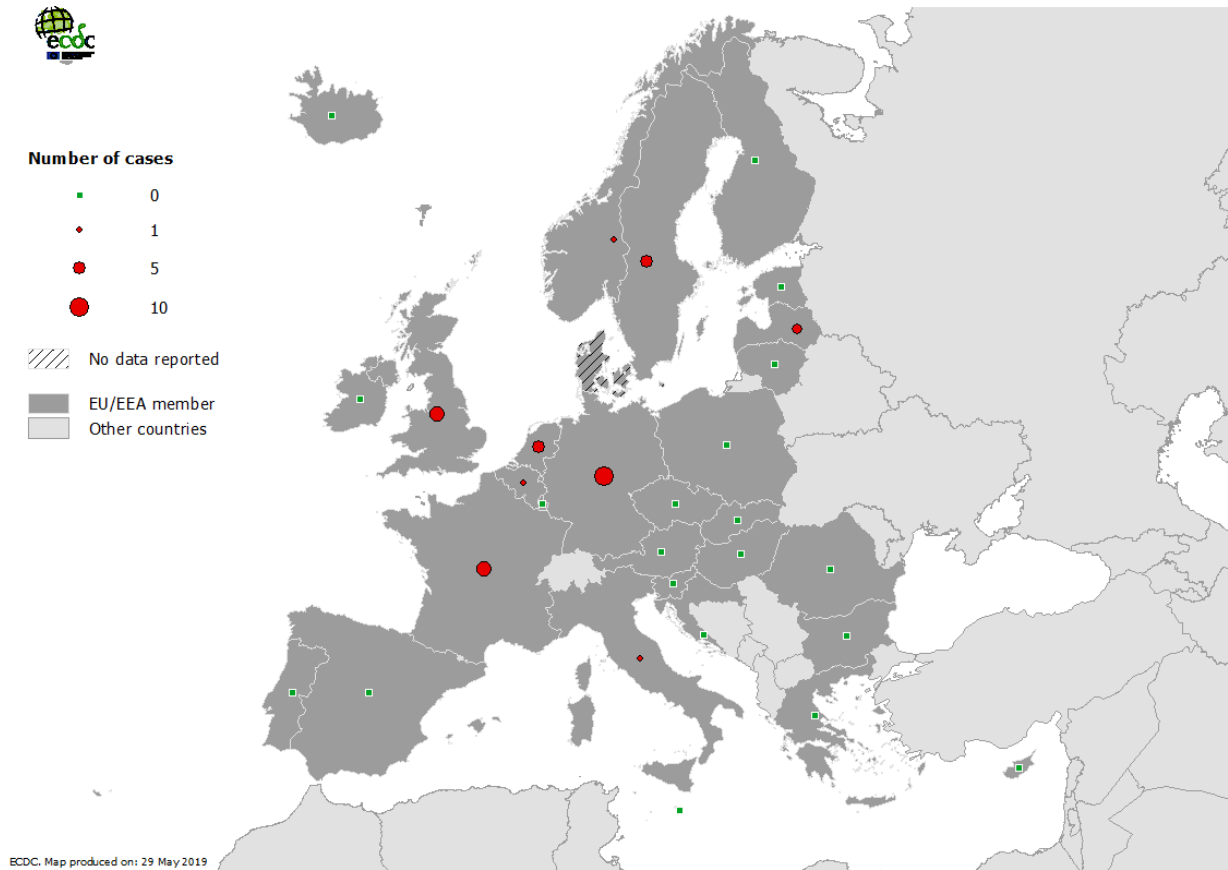 ecdc
Number of cases
0
1
5
10
No data reported
EU/EEA member
Other countries
ECDC. Map produced on: 29 May 2019